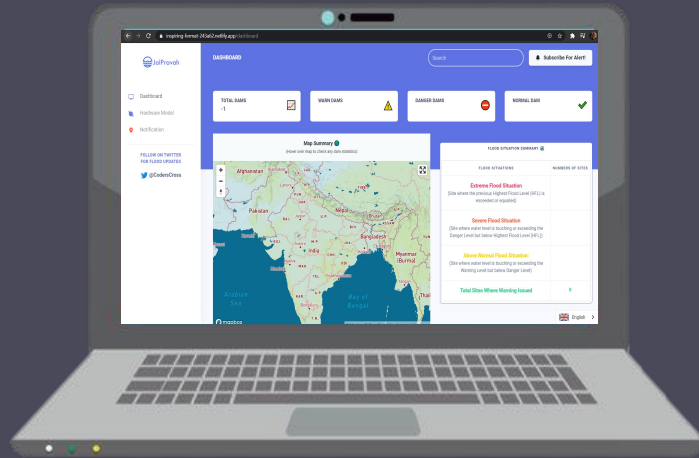 inspiring-fermat-243a62.netlify.app/dashboard
JalPravah
DASHBOARD
Search
Subscribe For Alert!
Dashboard
Hardware Model
Notification
FOLLOW ON TWITTER
FOR FLOOD UPDATES
@CodersCross
TOTAL DAMS
-1
WARN DAMS
DANGER DAMS
NORMAL DAM
Map Summary
(Hover over map to check any dam statistics)
Afghanistan
Pakistan
Nepal
Bhutan
Bangladesh
India
Myanmar
(Burma)
Arabian
Sea
Bay of
Bengal
Thail
mapbox
FLOOD SITUATION SUMMARY
FLOOD SITUATIONS
NUMBERS OF SITES
Extreme Flood Situation
(Site where the previous Highest Flood Level (HFL) is
exceeded or equalled)
Severe Flood Situation
(Site where water level is touching or exceeding the
Danger Level but below Highest Flood Level (HFL))
Above Normal Flood Situation
(Site where water level is touching or exceeding the
Warning Level but below Danger Level)
Total Sites Where Warning Issued
0
English